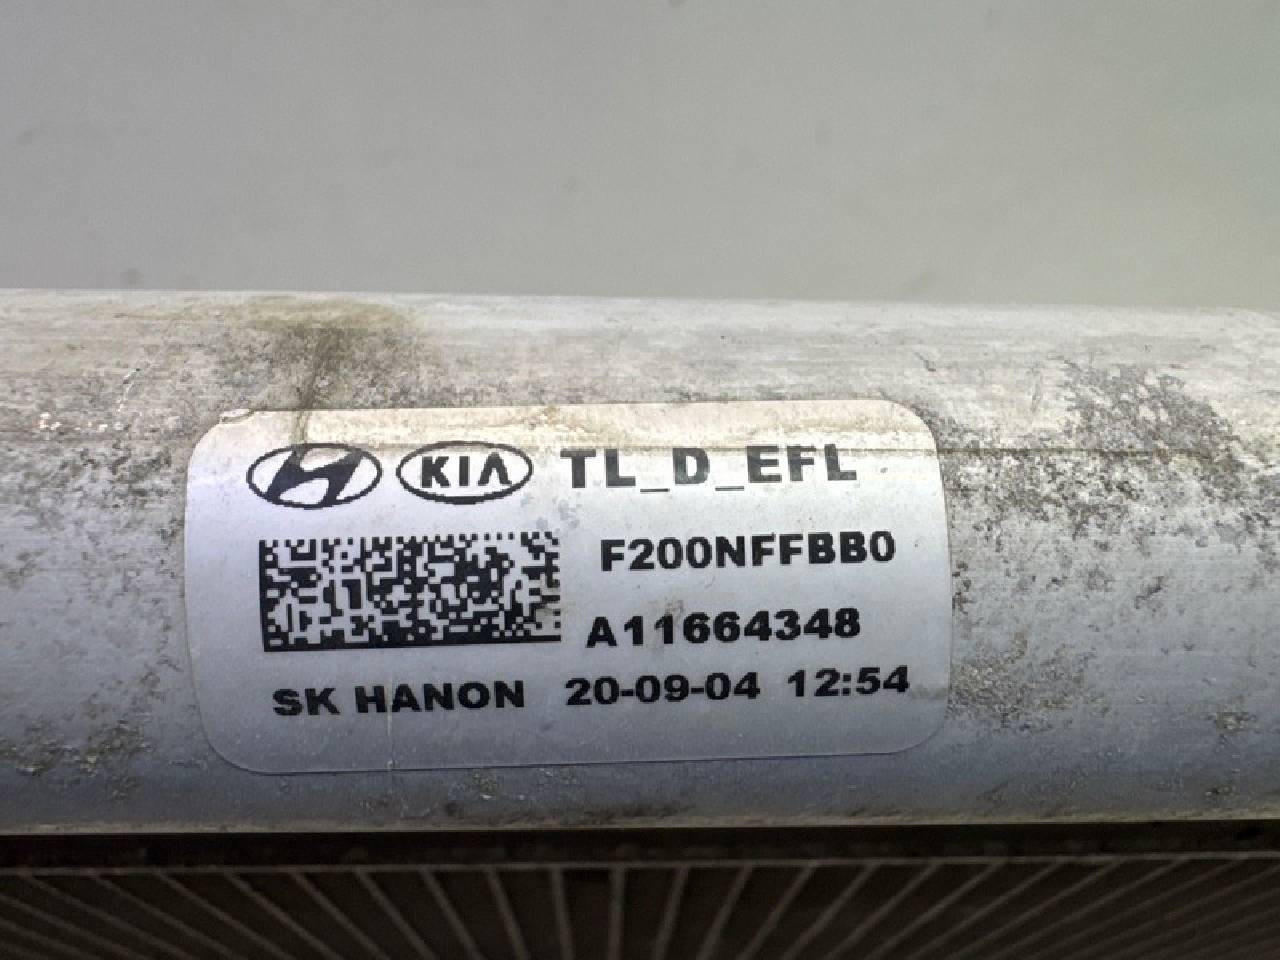 KIA TL_D_EFL
F200NFFBB0
A11664348
SK HANON 20-09-04 12:54